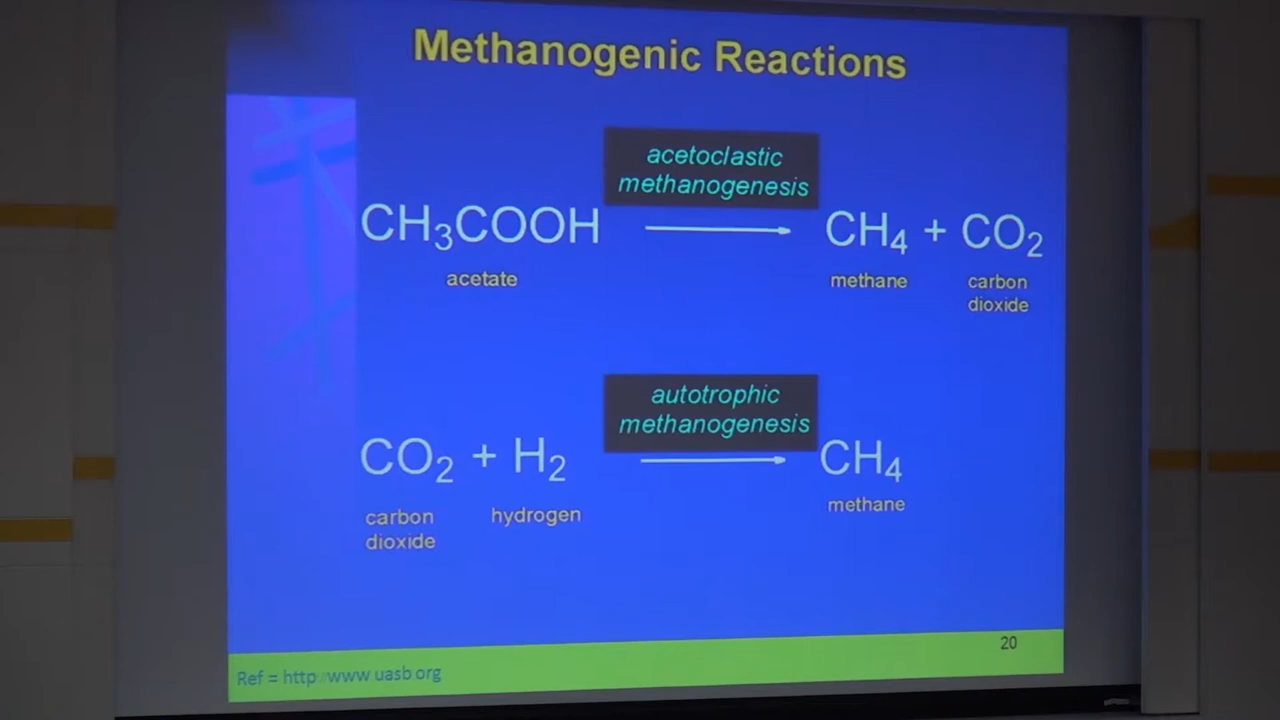 Methanogenic Reactions
acetoclastic
methanogenesis
CH₃COOH → CH₄ + CO₂
acetate methane carbon
dioxide
autotrophic
methanogenesis
CO₂ + H₂ → CH₄
carbon hydrogen methane
dioxide
20
Ref = http://www.uasb.org